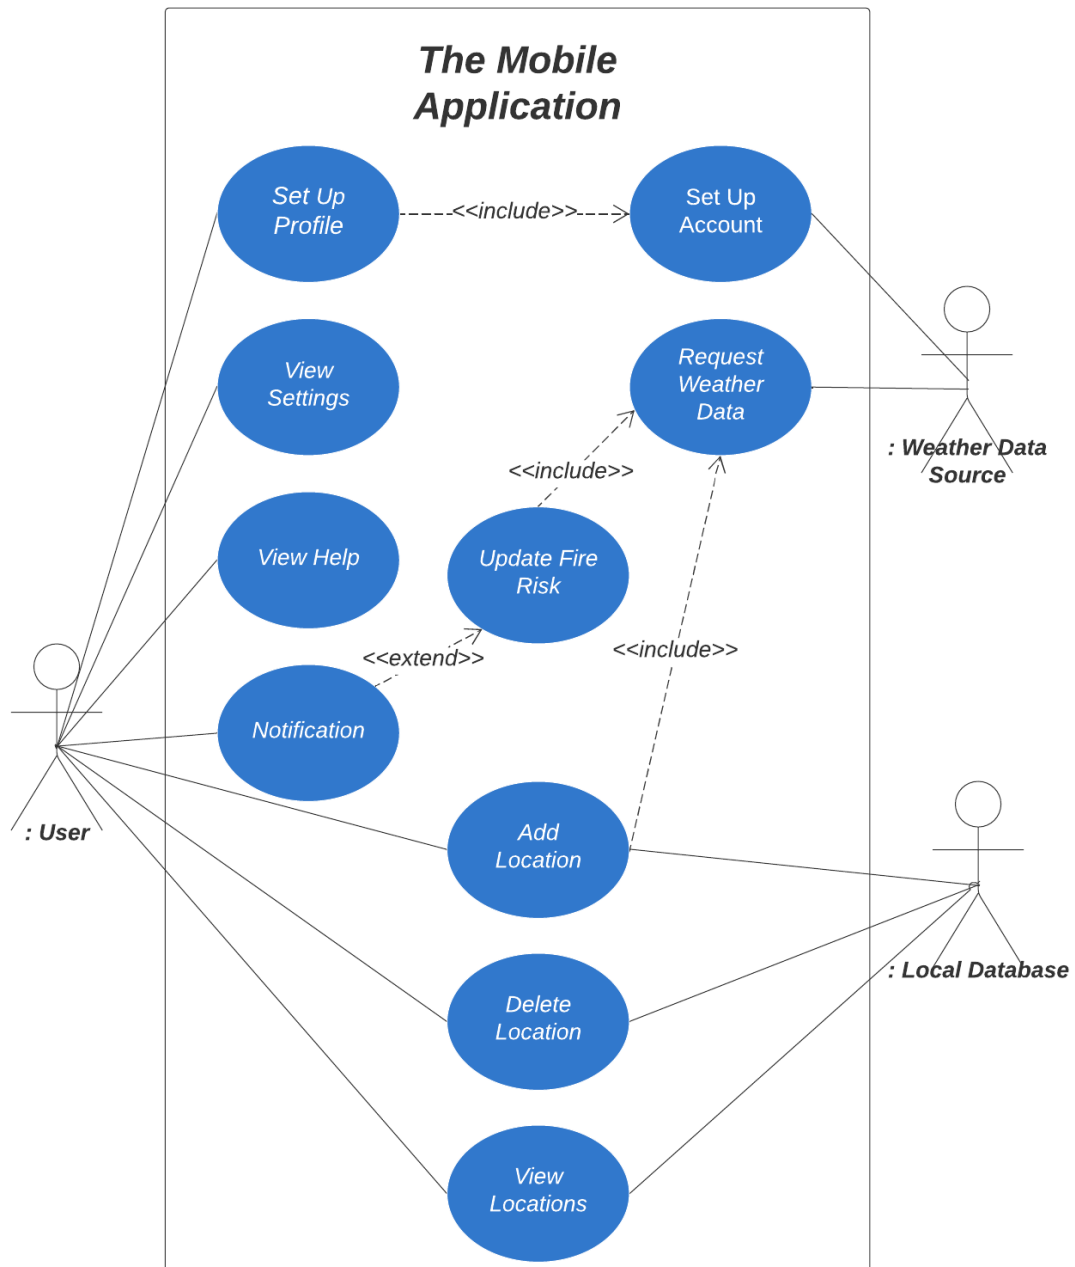 The Mobile
Application
Set Up
Profile
<<include>>
Set Up
Account
View
Settings
Request
Weather
Data
: Weather Data
Source
<<include>>
View Help
Update Fire
Risk
<<extend>>
<<include>>
Notification
: User
Add
Location
: Local Database
Delete
Location
View
Locations